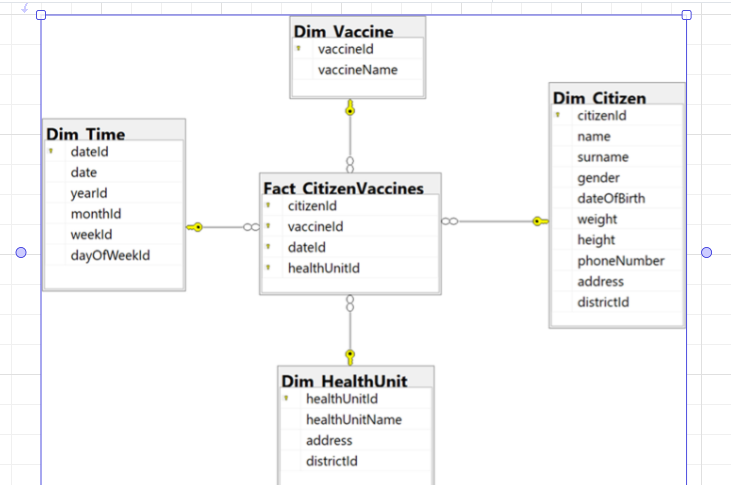 Dim_Vaccine
vaccineId
vaccineName
Dim_Citizen
citizenId
name
surname
gender
dateOfBirth
weight
height
phoneNumber
address
districtId
Dim_Time
dateId
date
yearId
monthId
weekId
dayOfWeekId
Fact_CitizenVaccines
citizenId
vaccineId
dateId
healthUnitId
Dim_HealthUnit
healthUnitId
healthUnitName
address
districtId